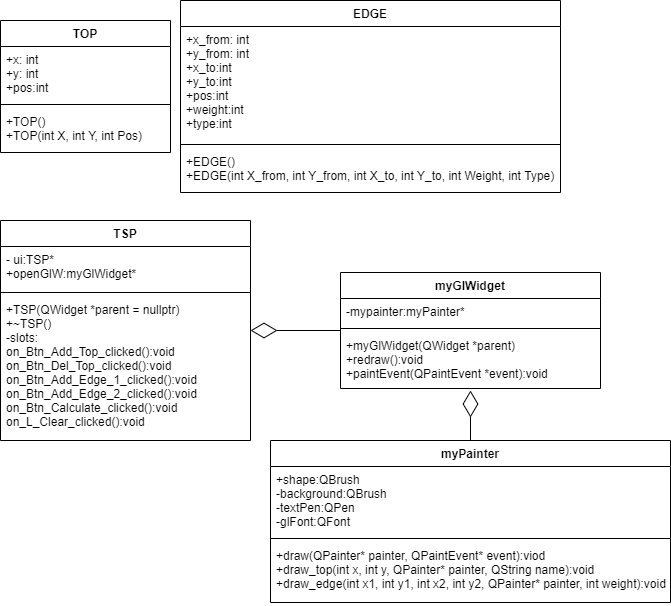 TOP
+x: int
+y: int
+pos:int
+TOP()
+TOP(int X, int Y, int Pos)
EDGE
+x_from: int
+y_from: int
+x_to:int
+y_to:int
+pos:int
+weight:int
+type:int
+EDGE()
+EDGE(int X_from, int Y_from, int X_to, int Y_to, int Weight, int Type)
TSP
- ui:TSP*
+openGlW:myGlWidget*
+TSP(QWidget *parent = nullptr)
+~TSP()
-slots:
on_Btn_Add_Top_clicked():void
on_Btn_Del_Top_clicked():void
on_Btn_Add_Edge_1_clicked():void
on_Btn_Add_Edge_2_clicked():void
on_Btn_Calculate_clicked():void
on_L_Clear_clicked():void
myGlWidget
-mypainter:myPainter*
+myGlWidget(QWidget *parent)
+redraw():void
+paintEvent(QPaintEvent *event):void
myPainter
+shape:QBrush
-background:QBrush
-textPen:QPen
-glFont:QFont
+draw(QPainter* painter, QPaintEvent* event):viod
+draw_top(int x, int y, QPainter* painter, QString name):void
+draw_edge(int x1, int y1, int x2, int y2, QPainter* painter, int weight):void